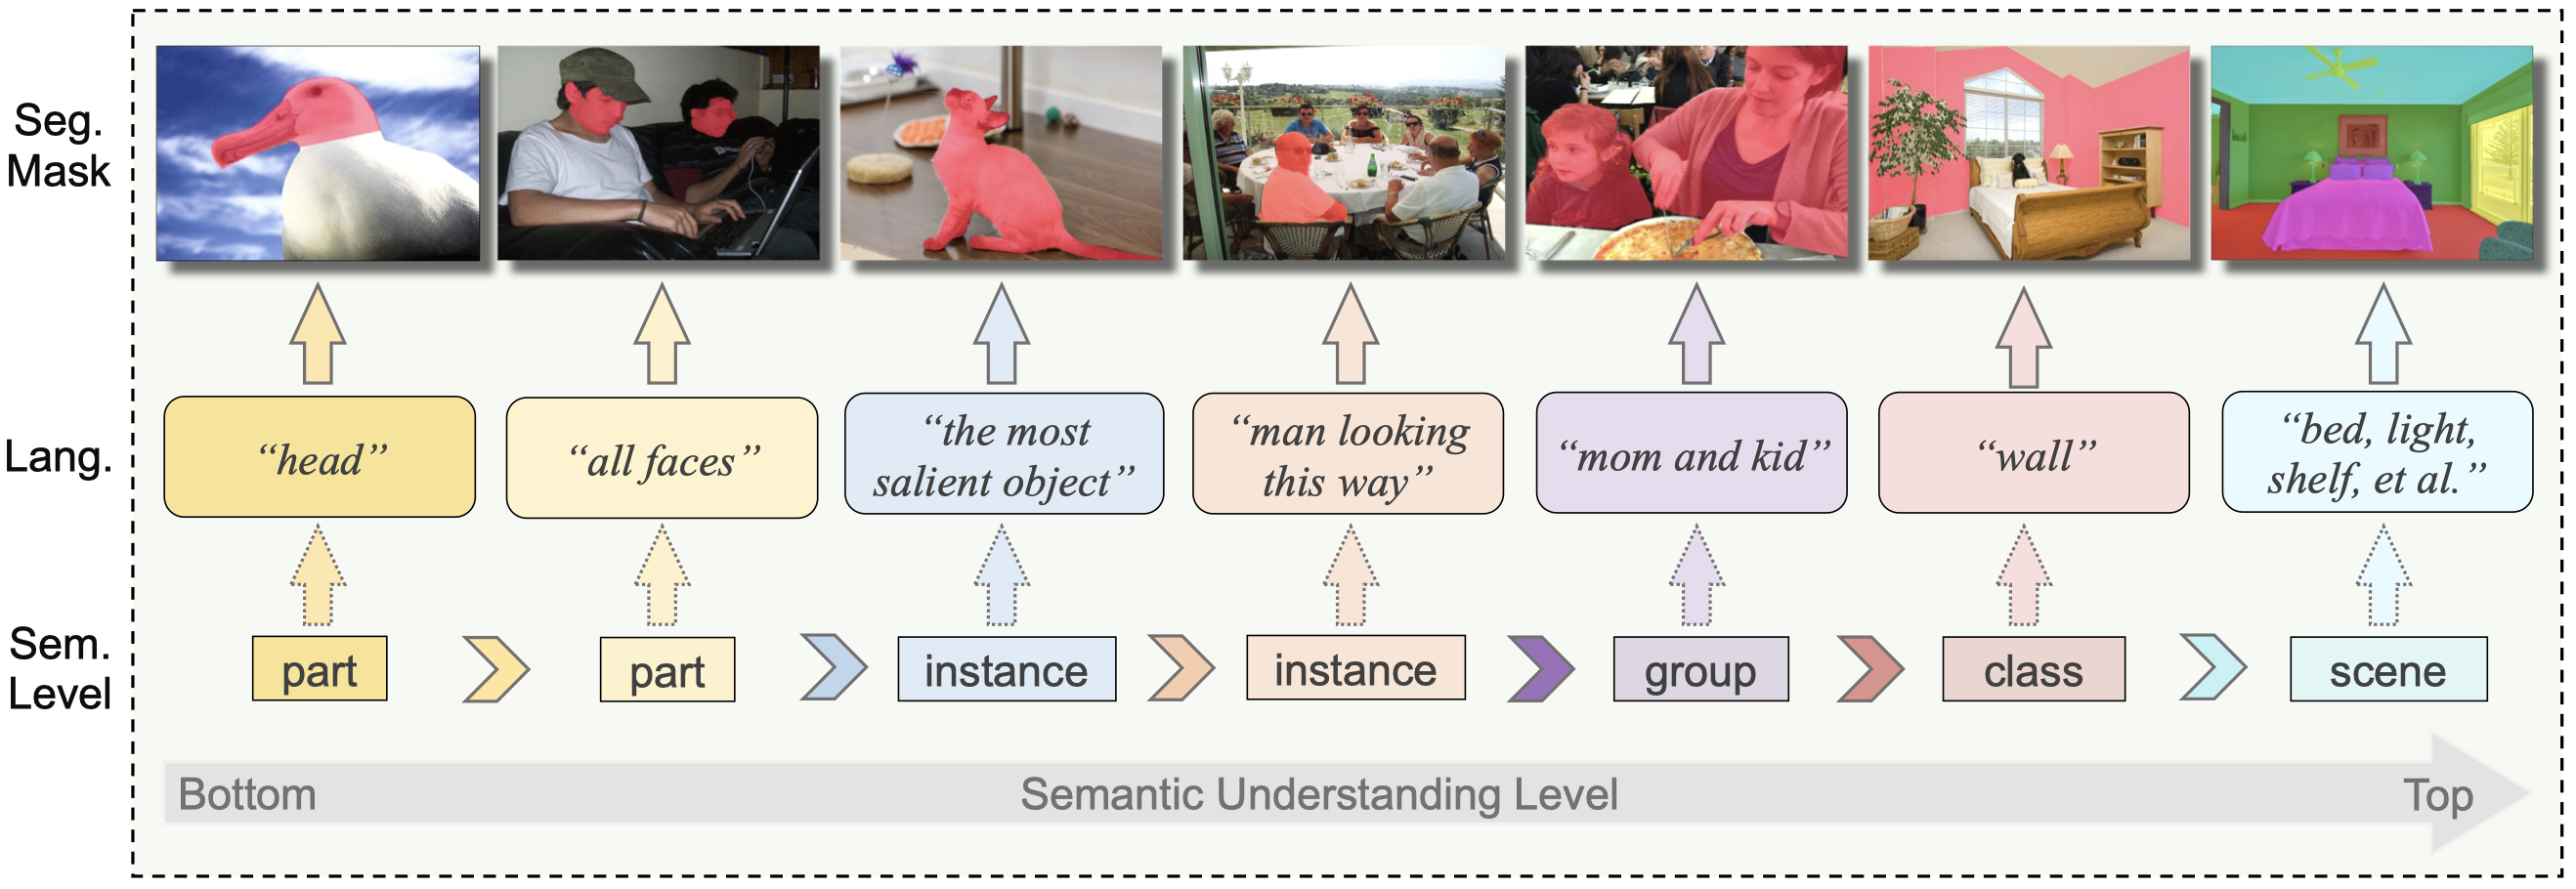 Seg.
Mask
Lang.
“head”
“all faces”
“the most
salient object”
“man looking
this way”
“mom and kid”
“wall”
“bed, light,
shelf, et al.”
Sem.
Level
part
part
instance
instance
group
class
scene
Bottom
Semantic Understanding Level
Top